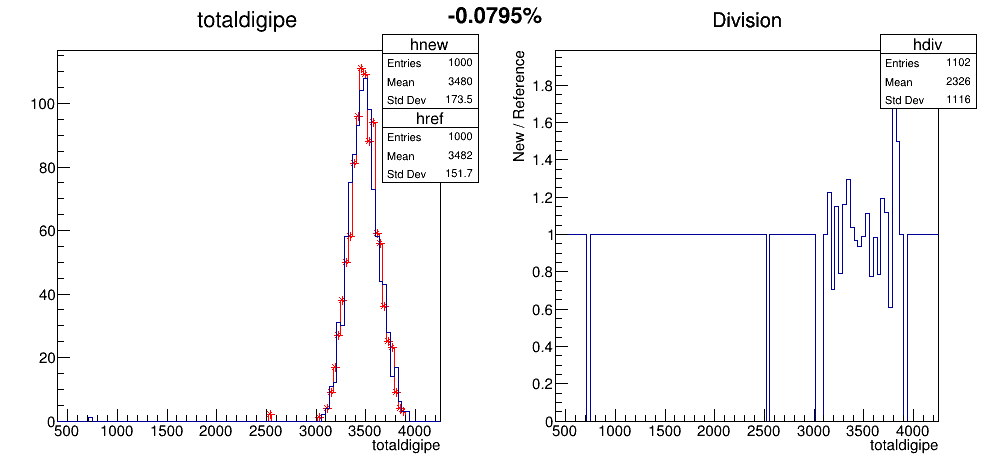 totaldigipe
-0.0795%
Division
hnew
Entries 1000
Mean 3480
Std Dev 173.5
href
Entries 1000
Mean 3482
Std Dev 151.7
100
80
60
40
20
0
500 1000 1500 2000 2500 3000 3500 4000
totaldigipe
hdiv
Entries 1102
Mean 2326
Std Dev 1116
New / Reference
1.8
1.6
1.4
1.2
1
0.8
0.6
0.4
0.2
0
500 1000 1500 2000 2500 3000 3500 4000
totaldigipe